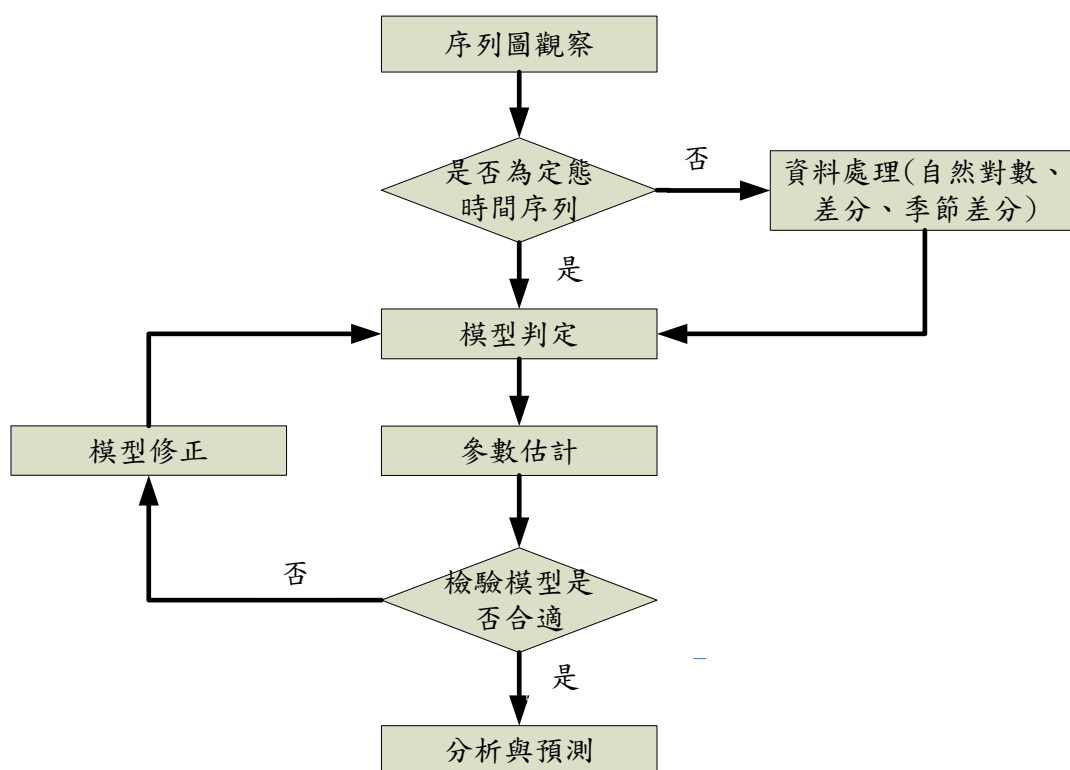 序列圖觀察
是否為定態
時間序列
否
資料處理(自然對數、
差分、季節差分)
是
模型判定
模型修正
參數估計
否
檢驗模型是
否合適
是
分析與預測